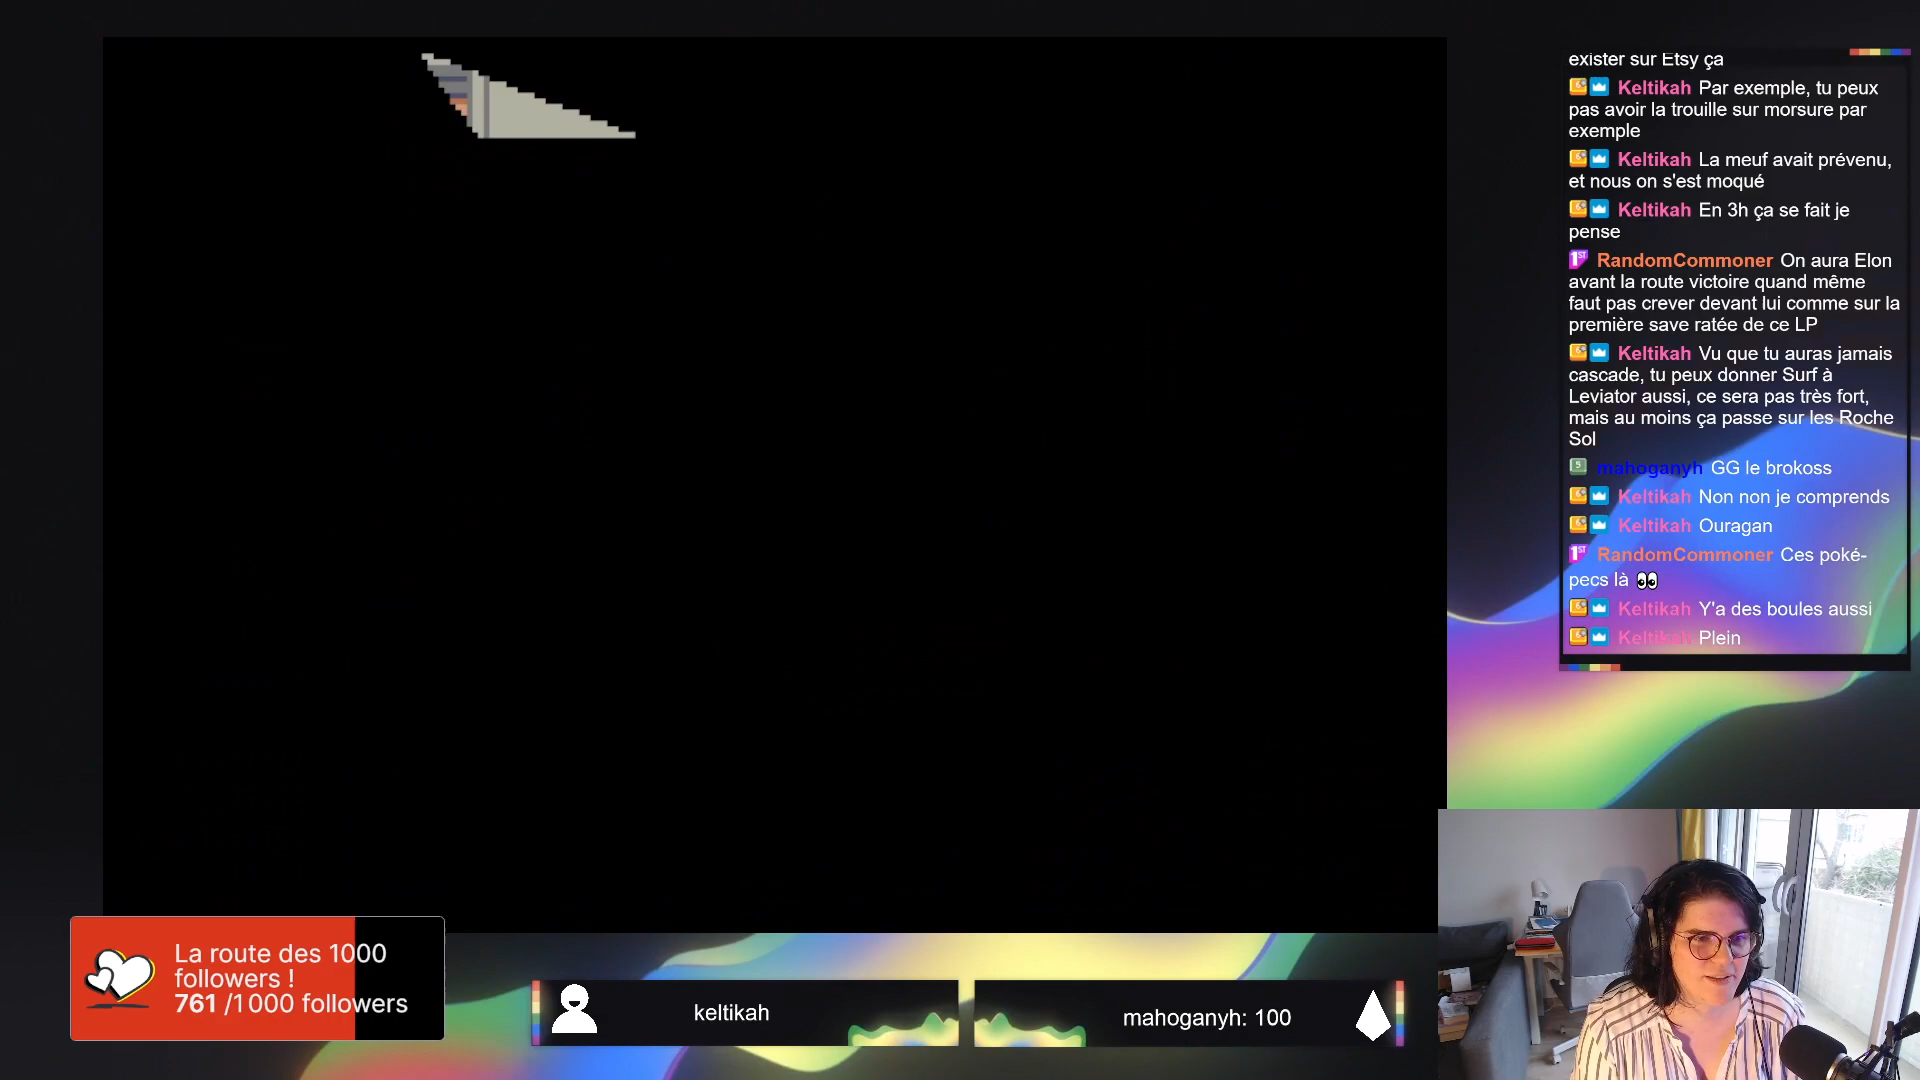 exister sur Etsy ça
Keltikah Par exemple, tu peux
pas avoir la trouille sur morsure par
exemple
Keltikah La meuf avait prévenu,
et nous on s'est moqué
Keltikah En 3h ça se fait je
pense
1ST RandomCommoner On aura Elon
avant la route victoire quand même
faut pas crever devant lui comme sur la
première save ratée de ce LP
Keltikah Vu que tu auras jamais
cascade, tu peux donner Surf à
Leviator aussi, ce sera pas très fort,
mais au moins ça passe sur les Roche
Sol
5 mahoganyh GG le brokoss
Keltikah Non non je comprends
Keltikah Ouragan
1ST RandomCommoner Ces poké-
pecs là 👀
Keltikah Y'a des boules aussi
Keltikah Plein
La route des 1000
followers !
761 /1000 followers
keltikah
mahoganyh: 100